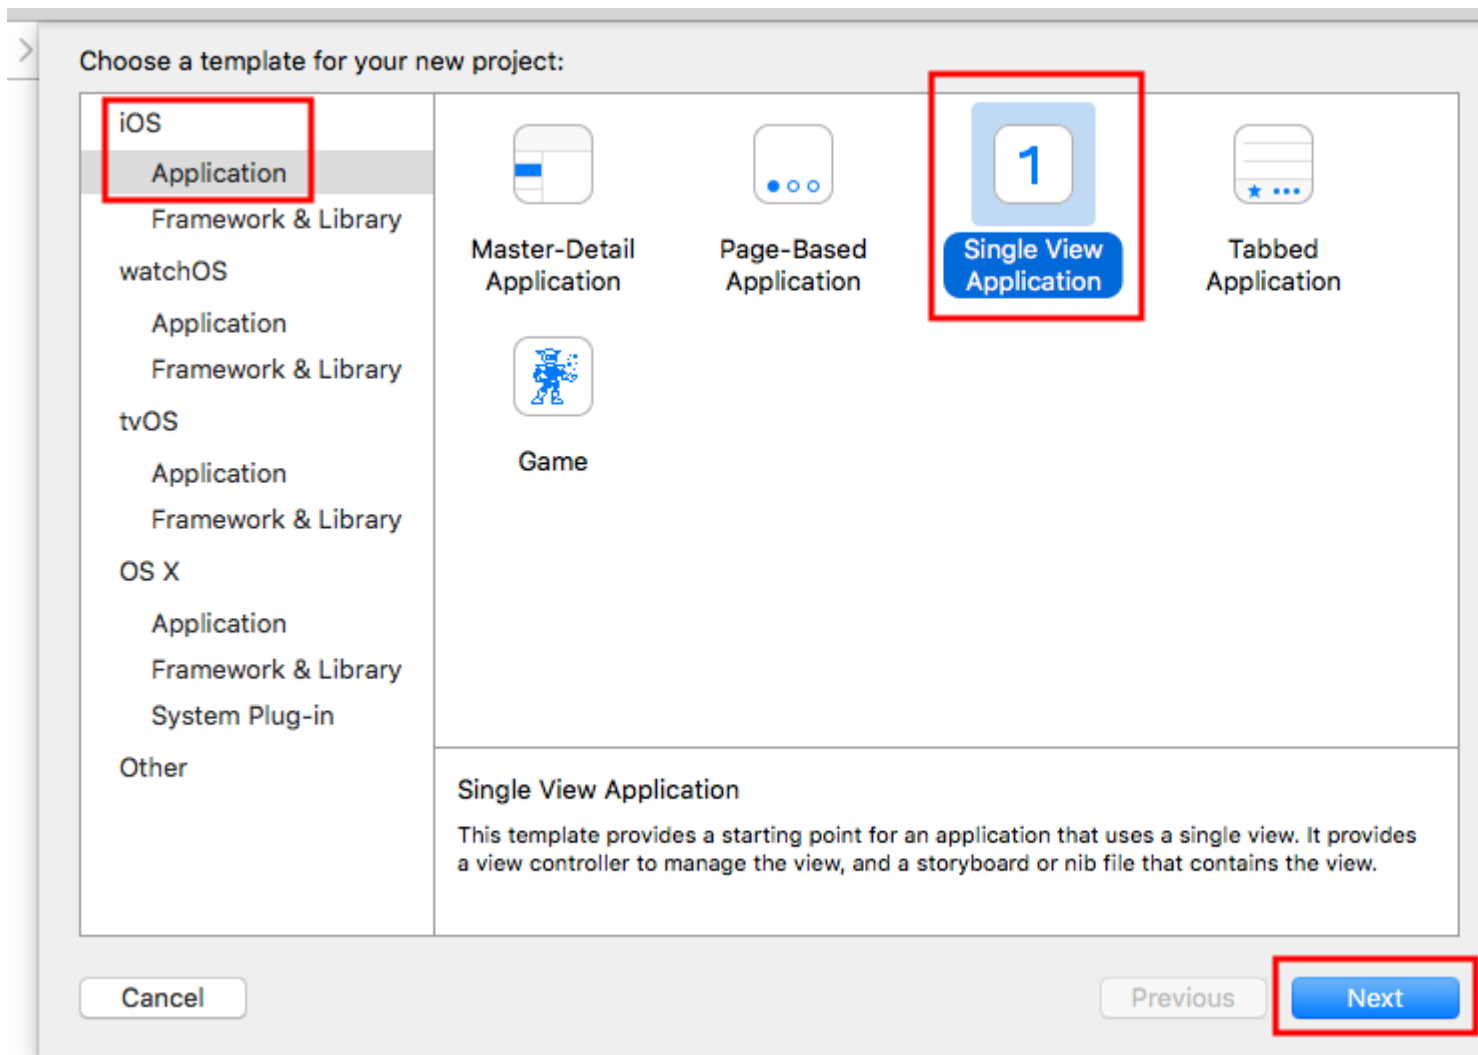 Choose a template for your new project:
iOS
Application
Framework & Library
watchOS
Application
Framework & Library
tvOS
Application
Framework & Library
OS X
Application
Framework & Library
System Plug-in
Other
Master-Detail
Application
Page-Based
Application
1
Single View
Application
Tabbed
Application
Game
Single View Application
This template provides a starting point for an application that uses a single view. It provides
a view controller to manage the view, and a storyboard or nib file that contains the view.
Cancel
Previous
Next